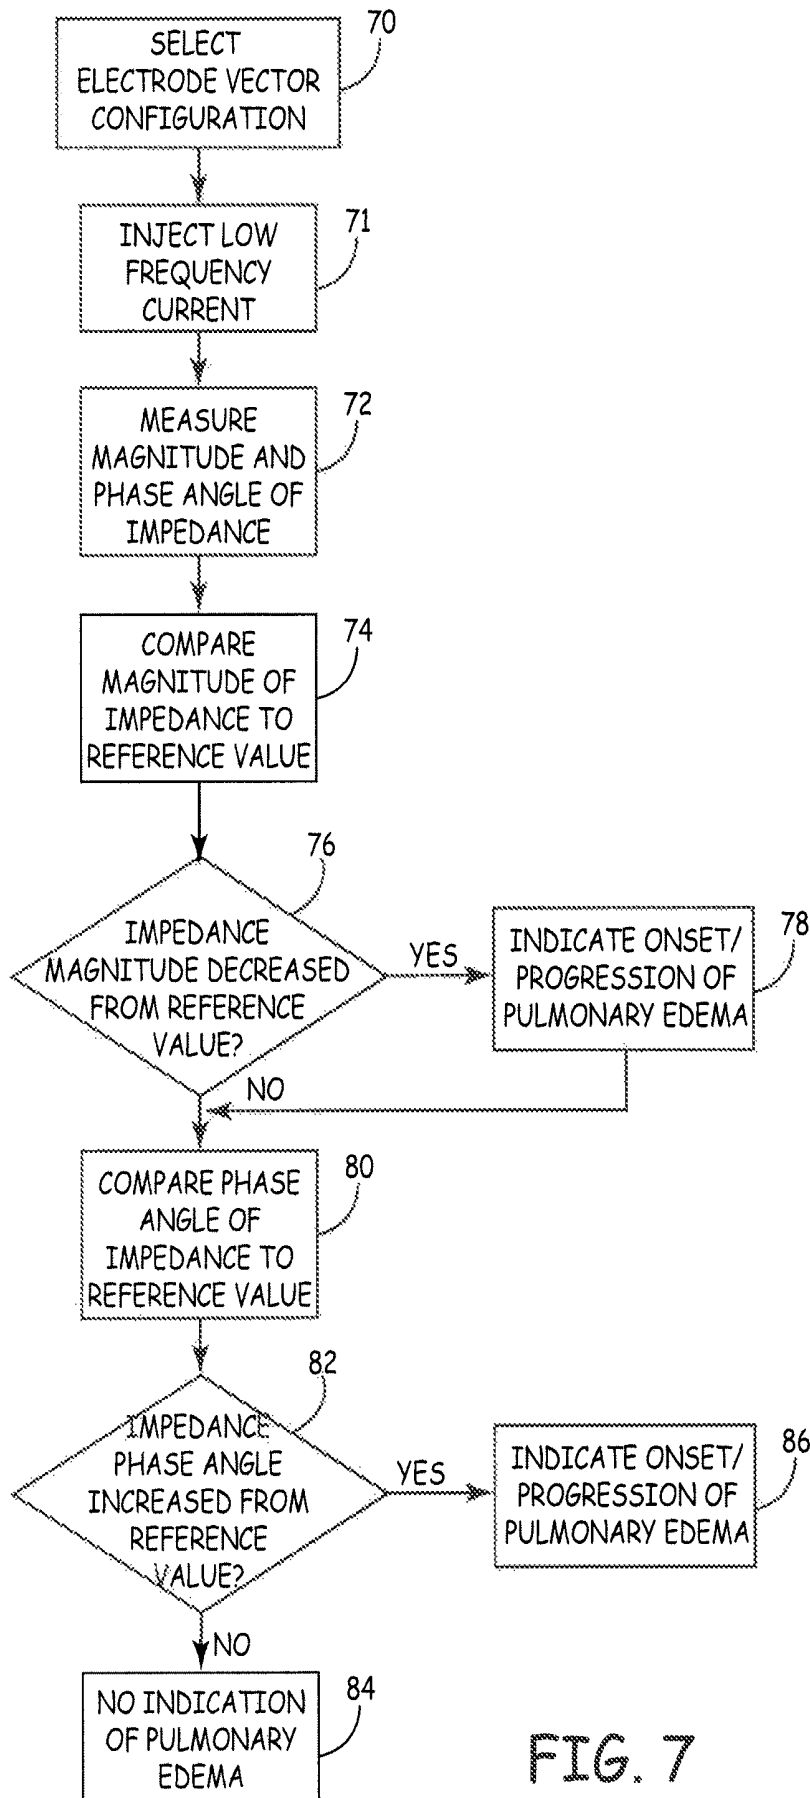 70
SELECT
ELECTRODE VECTOR
CONFIGURATION
71
INJECT LOW
FREQUENCY
CURRENT
72
MEASURE
MAGNITUDE AND
PHASE ANGLE OF
IMPEDANCE
74
COMPARE
MAGNITUDE OF
IMPEDANCE TO
REFERENCE VALUE
76
IMPEDANCE
MAGNITUDE DECREASED
FROM REFERENCE
VALUE?
YES
78
INDICATE ONSET/
PROGRESSION OF
PULMONARY EDEMA
NO
80
COMPARE PHASE
ANGLE OF
IMPEDANCE TO
REFERENCE VALUE
82
IMPEDANCE
PHASE ANGLE
INCREASED FROM
REFERENCE
VALUE?
YES
86
INDICATE ONSET/
PROGRESSION OF
PULMONARY EDEMA
NO
84
NO INDICATION
OF PULMONARY
EDEMA
FIG. 7